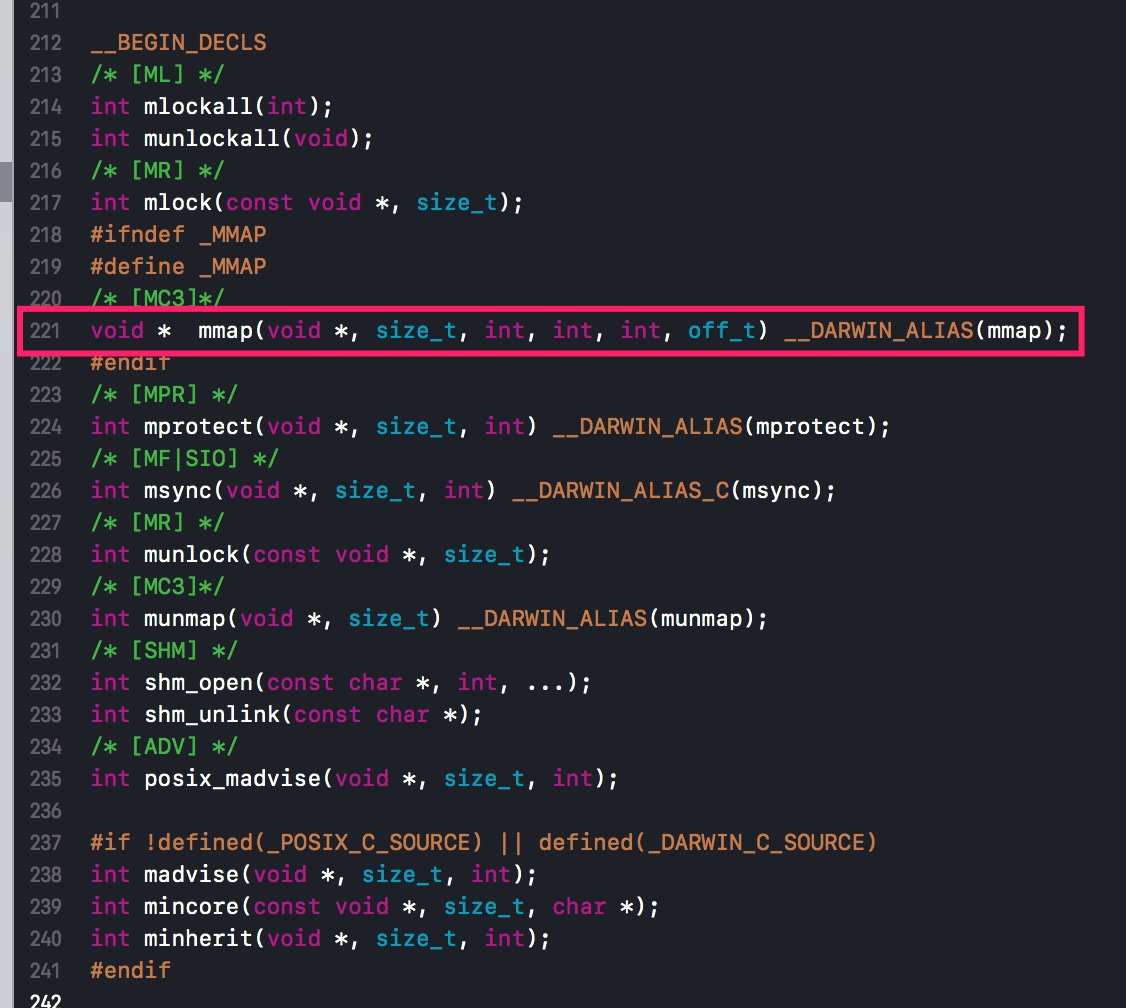 211
212 __BEGIN_DECLS
213 /* [ML] */
214 int mlockall(int);
215 int munlockall(void);
216 /* [MR] */
217 int mlock(const void *, size_t);
218 #ifndef _MMAP
219 #define _MMAP
220 /* [MC3]*/
221 void *  mmap(void *, size_t, int, int, int, off_t) __DARWIN_ALIAS(mmap);
222 #endif
223 /* [MPR] */
224 int mprotect(void *, size_t, int) __DARWIN_ALIAS(mprotect);
225 /* [MF|SIO] */
226 int msync(void *, size_t, int) __DARWIN_ALIAS_C(msync);
227 /* [MR] */
228 int munlock(const void *, size_t);
229 /* [MC3]*/
230 int munmap(void *, size_t) __DARWIN_ALIAS(munmap);
231 /* [SHM] */
232 int shm_open(const char *, int, ...);
233 int shm_unlink(const char *);
234 /* [ADV] */
235 int posix_madvise(void *, size_t, int);
236
237 #if !defined(_POSIX_C_SOURCE) || defined(_DARWIN_C_SOURCE)
238 int madvise(void *, size_t, int);
239 int mincore(const void *, size_t, char *);
240 int minherit(void *, size_t, int);
241 #endif
242